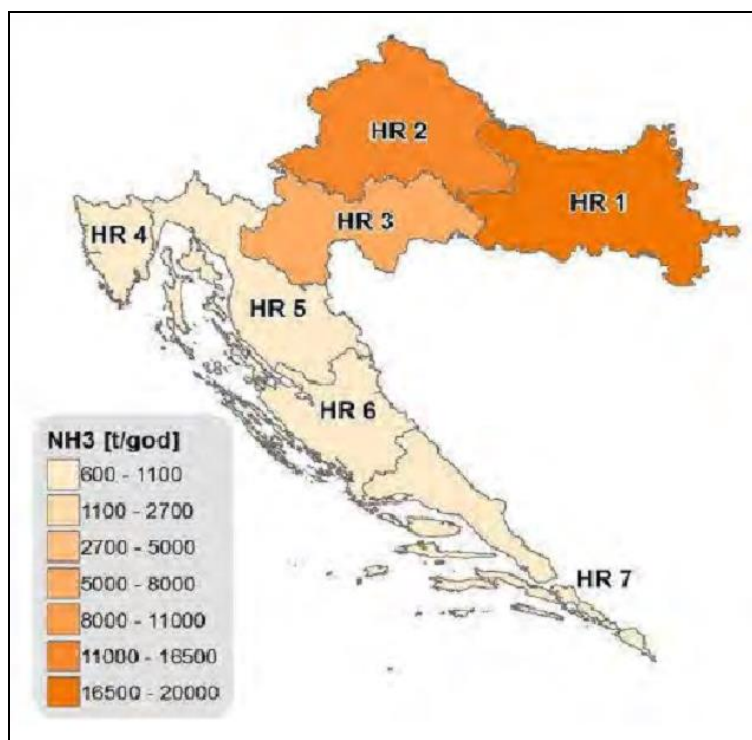 HR 2
HR 1
HR 3
HR 4
HR 5
HR 6
HR 7
NH3 [t/god]
600 - 1100
1100 - 2700
2700 - 5000
5000 - 8000
8000 - 11000
11000 - 16500
16500 - 20000